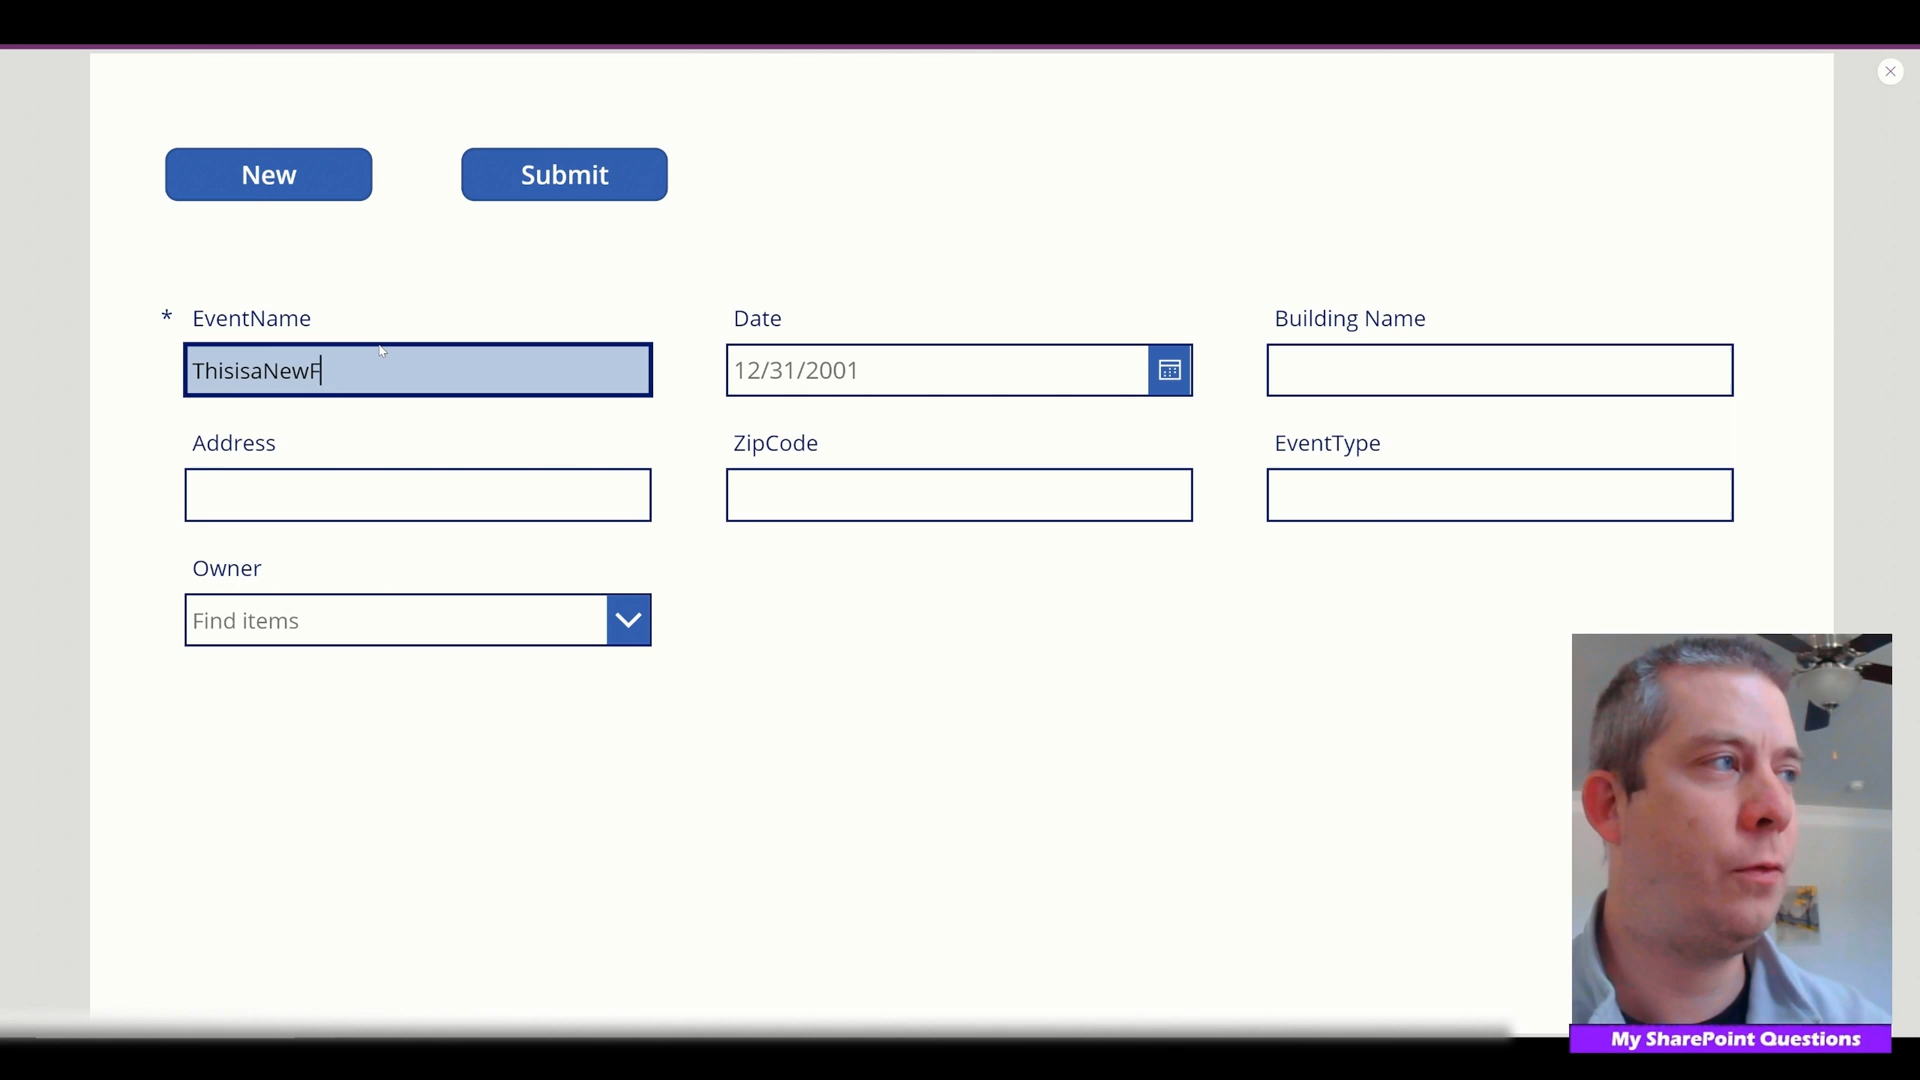 New
Submit
* EventName
Date
Building Name
ThisisaNewF
12/31/2001
Address
ZipCode
EventType
Owner
Find items
My SharePoint Questions